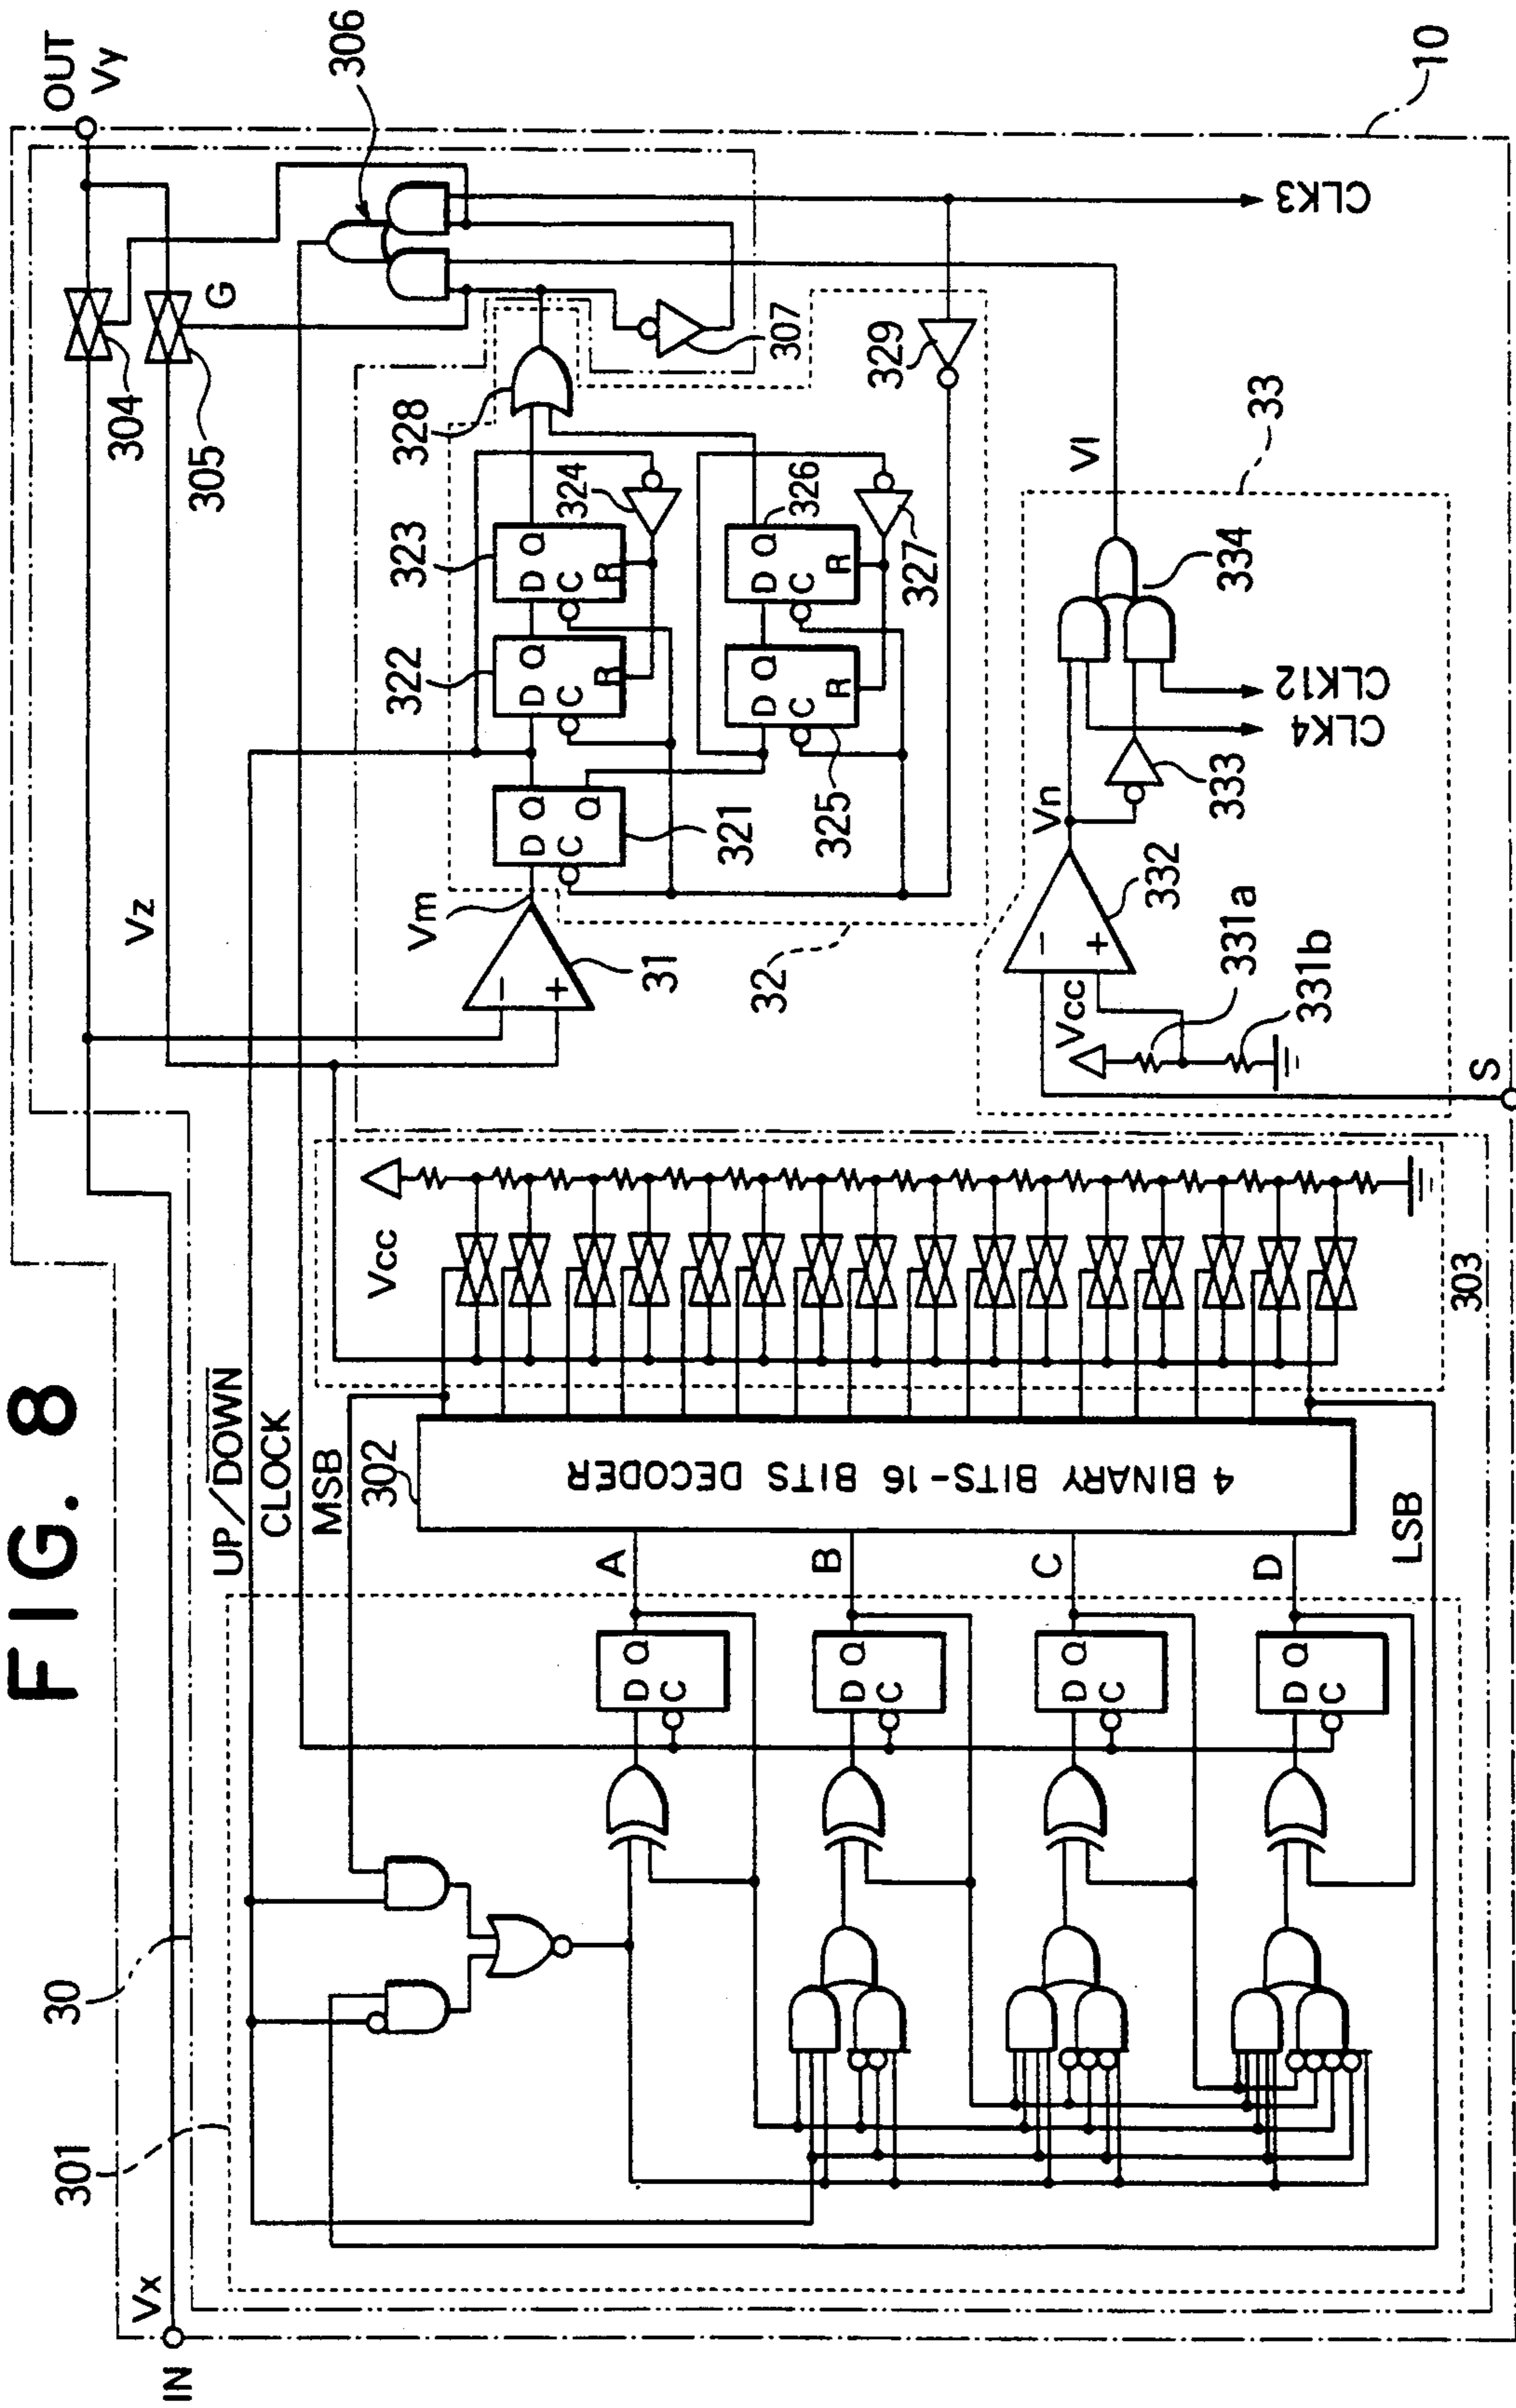 FIG. 8
IN
Vx
30
301
UP/DOWN
CLOCK
MSB
302
A
B
C
D
D Q
C
D Q
C
D Q
C
D Q
C
4 BINARY BITS-16 BITS DECODER
LSB
Vcc
303
Vz
Vm
31
32
D Q
C Q
321
322
D Q
C
R
323
D Q
C
R
324
325
D Q
C
R
326
D Q
C
R
327
328
329
304
305
G
306
307
OUT
Vy
10
CLK3
33
Vl
Vn
Vcc
331a
331b
332
333
334
CLK4
CLK12
S